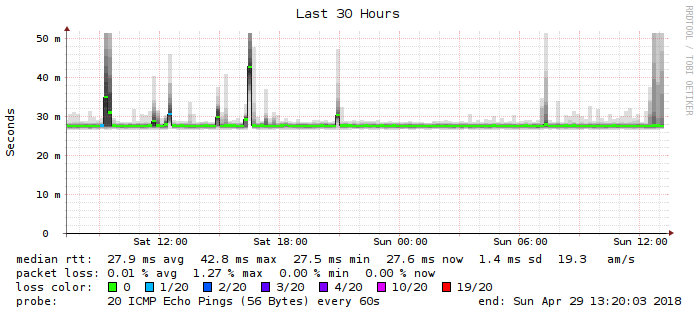 Last 30 Hours
RRDTOOL / TOBI OETIKER
Seconds
50 m
40 m
30 m
20 m
10 m
0
Sat 12:00 Sat 18:00 Sun 00:00 Sun 06:00 Sun 12:00
median rtt: 27.9 ms avg 42.8 ms max 27.5 ms min 27.6 ms now 1.4 ms sd 19.3 am/s
packet loss: 0.01 % avg 1.27 % max 0.00 % min 0.00 % now
loss color: 0 1/20 2/20 3/20 4/20 10/20 19/20
probe: 20 ICMP Echo Pings (56 Bytes) every 60s end: Sun Apr 29 13:20:03 2018